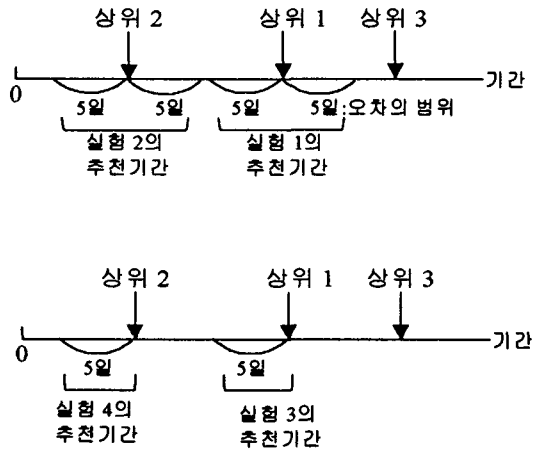 상위 2 상위 1 상위 3
0 기간
5일 5일 5일 5일:오차의 범위
실험 2의 실험 1의
추천기간 추천기간
상위 2 상위 1 상위 3
0 기간
5일 5일
실험 4의 실험 3의
추천기간 추천기간